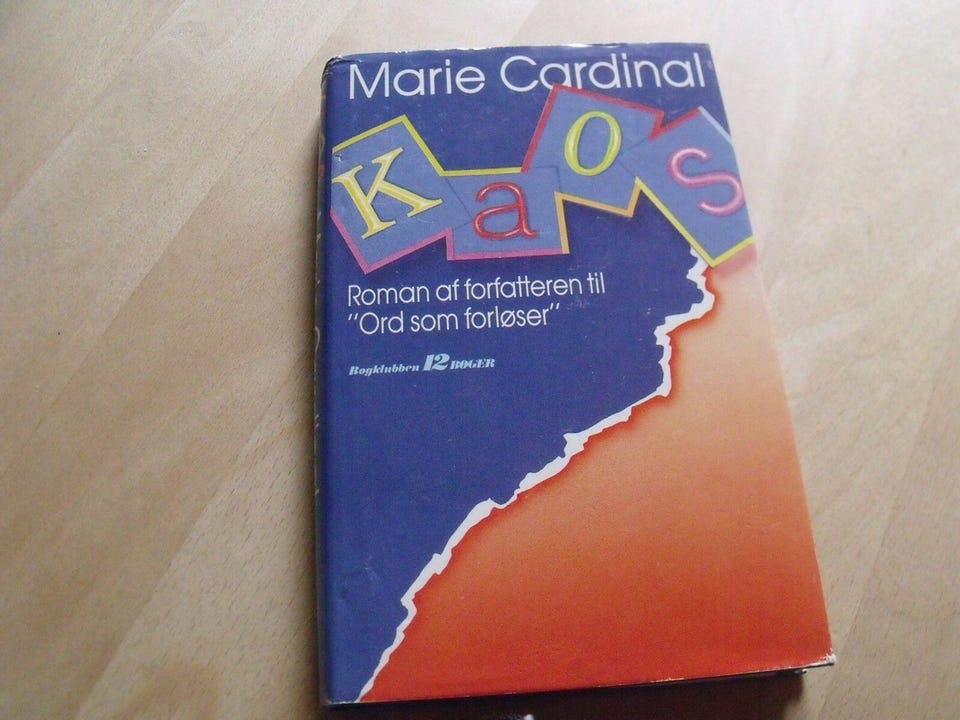 Marie Cardinal
Kaos
Roman af forfatteren til
"Ord som forløser"
Bogklubben 12 BØGER